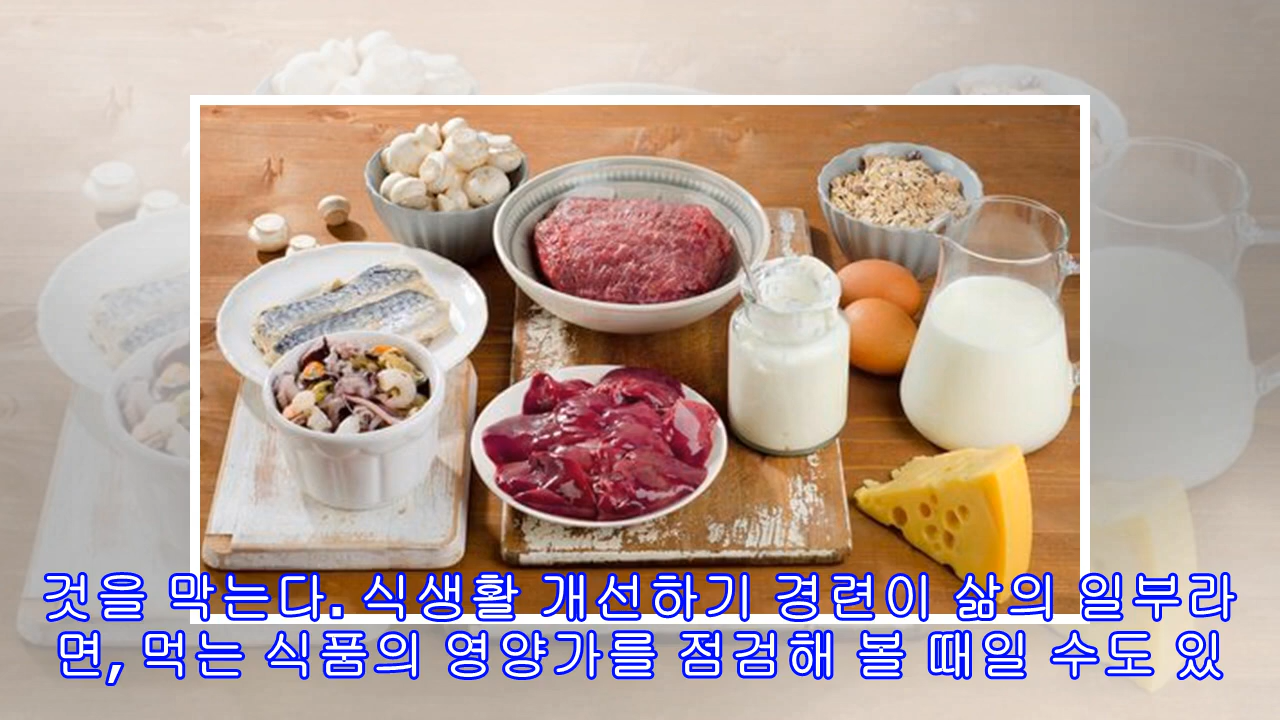 것을 막는다. 식생활 개선하기 경련이 삶의 일부라
면, 먹는 식품의 영양가를 점검해 볼 때일 수도 있